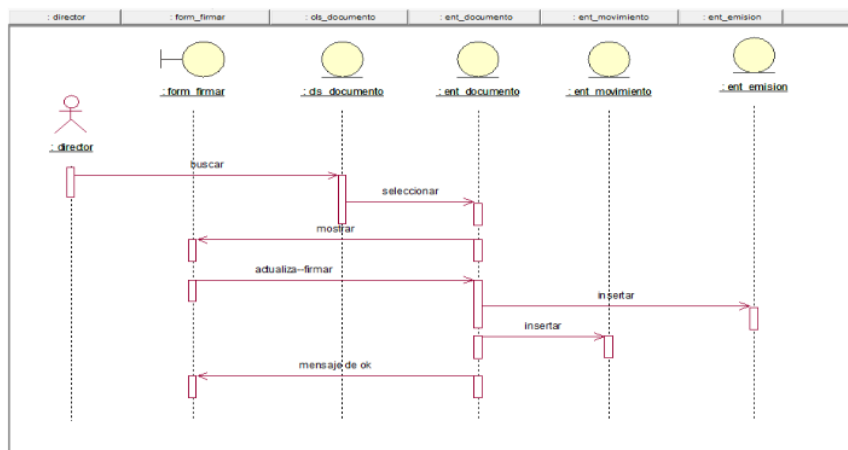 : director
: form_firmar
: cls_documento
: ent_documento
: ent_movimiento
: ent_emision
: form_firmar
: cls_documento
: ent_documento
: ent_movimiento
: ent_emision
: director
buscar
seleccionar
mostrar
actualiza--firmar
insertar
insertar
mensaje de ok